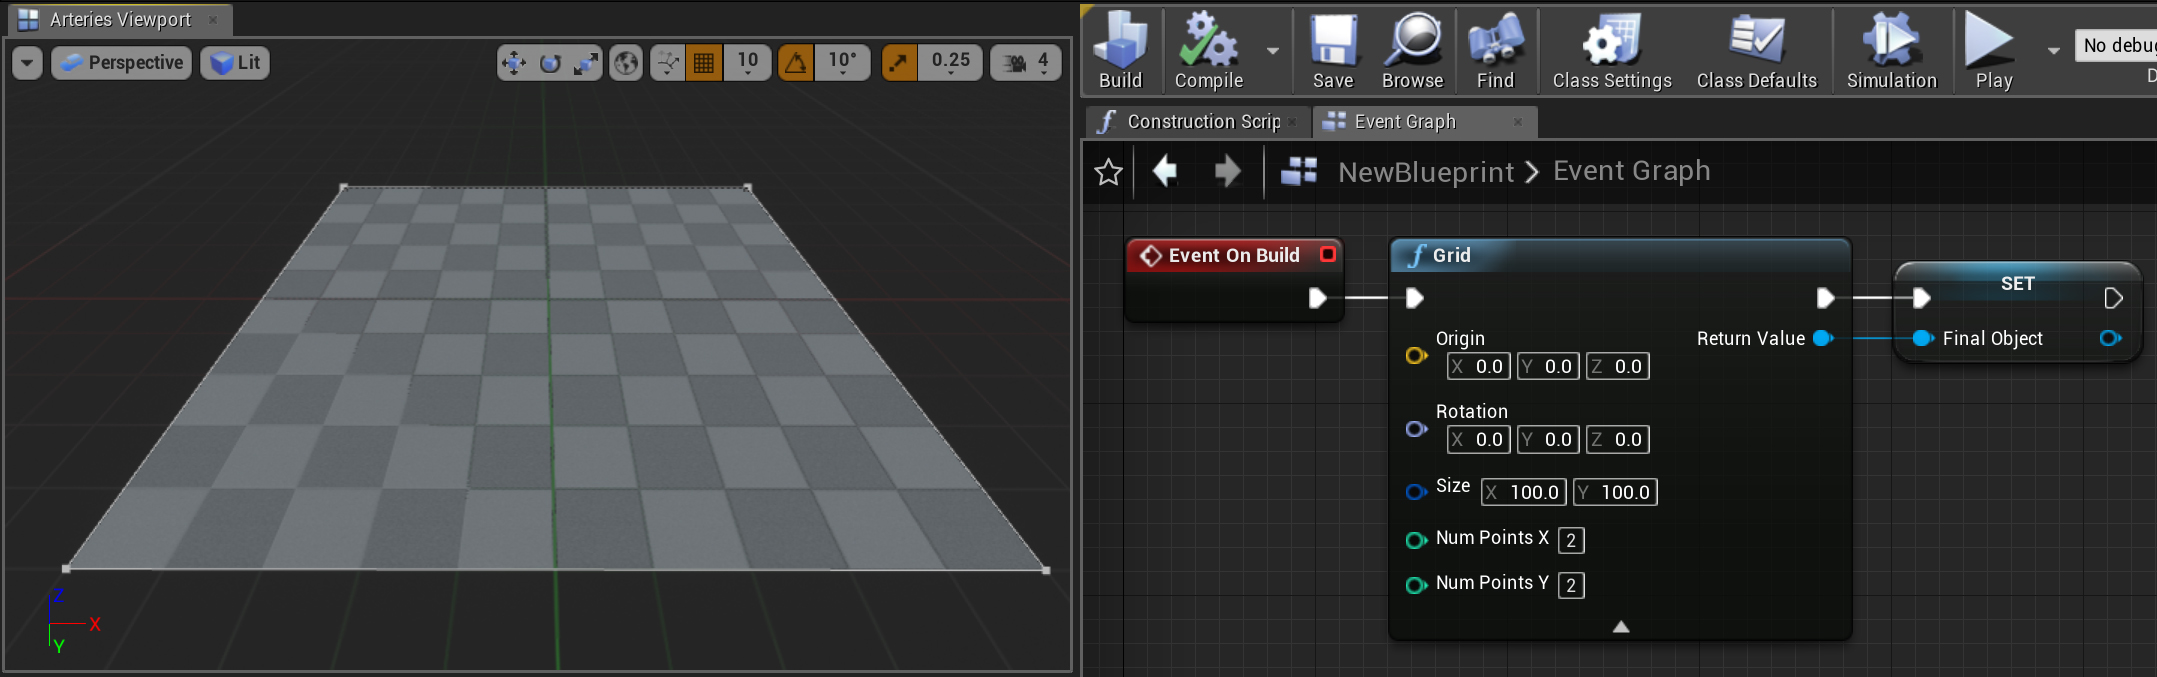 Arteries Viewport
Perspective
Lit
10
10°
0.25
4
Z
X
Y
Build
Compile
Save
Browse
Find
Class Settings
Class Defaults
Simulation
Play
No debug
D
Construction Scrip
Event Graph
NewBlueprint > Event Graph
Event On Build
f Grid
Origin
X 0.0 Y 0.0 Z 0.0
Rotation
X 0.0 Y 0.0 Z 0.0
Size X 100.0 Y 100.0
Num Points X 2
Num Points Y 2
Return Value
SET
Final Object